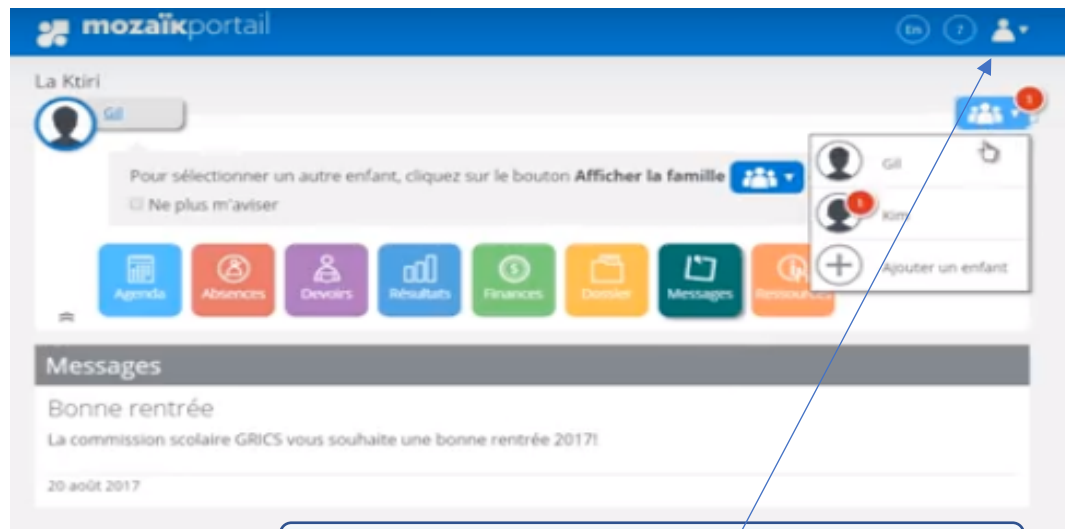 mozaïkportail
En ?
La Ktiri
Gil
5
Pour sélectionner un autre enfant, cliquez sur le bouton Afficher la famille
Ne plus m'aviser
Gil
5
Kim
Ajouter un enfant
Agenda
Absences
Devoirs
Résultats
Finances
Dossier
Messages
Ressources
Messages
Bonne rentrée
La commission scolaire GRICS vous souhaite une bonne rentrée 2017!
20 août 2017